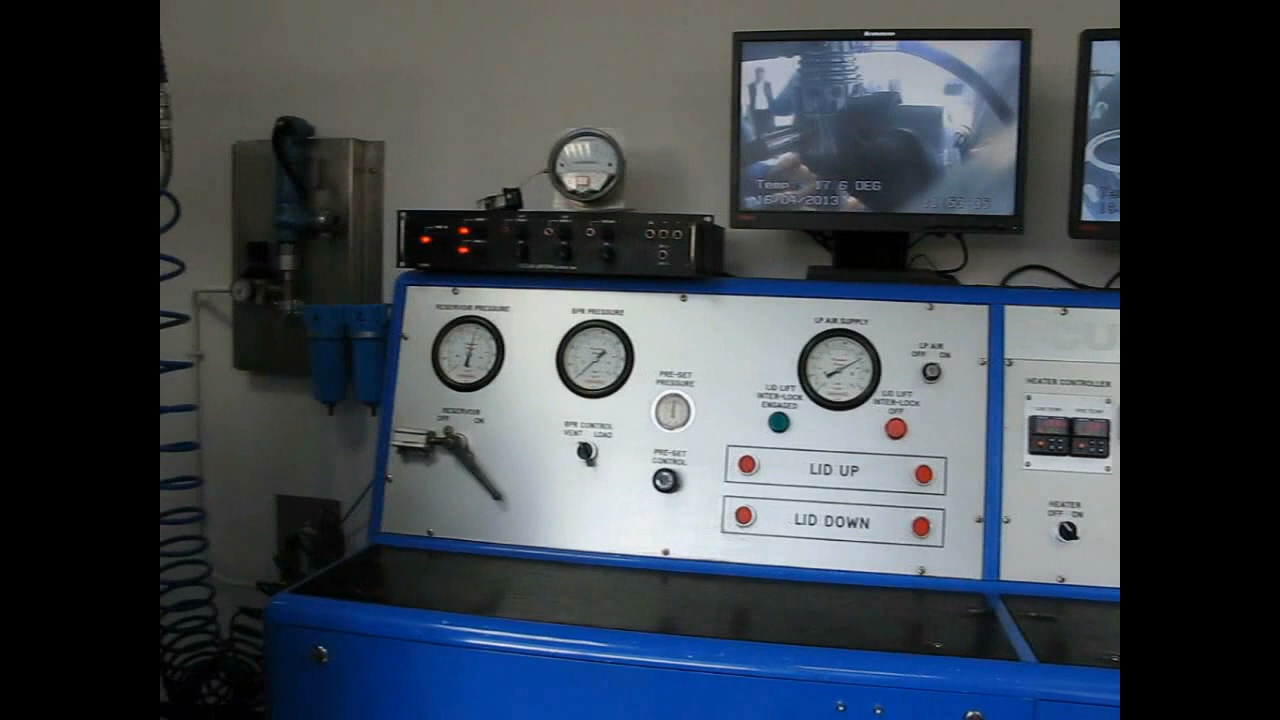 lenovo
Temp 17.6 DEG
16/04/2013
RESERVOIR PRESSURE
BPR PRESSURE
LP AIR SUPPLY
LP AIR
OFF ON
PRE-SET
PRESSURE
LID LIFT
INTER-LOCK
ENGAGED
LID LIFT
INTER-LOCK
OFF
HEATER CONTROLLER
RESERVOIR
OFF ON
BPR CONTROL
VENT LOAD
PRE-SET
CONTROL
LID UP
LID DOWN
HEATER
OFF ON